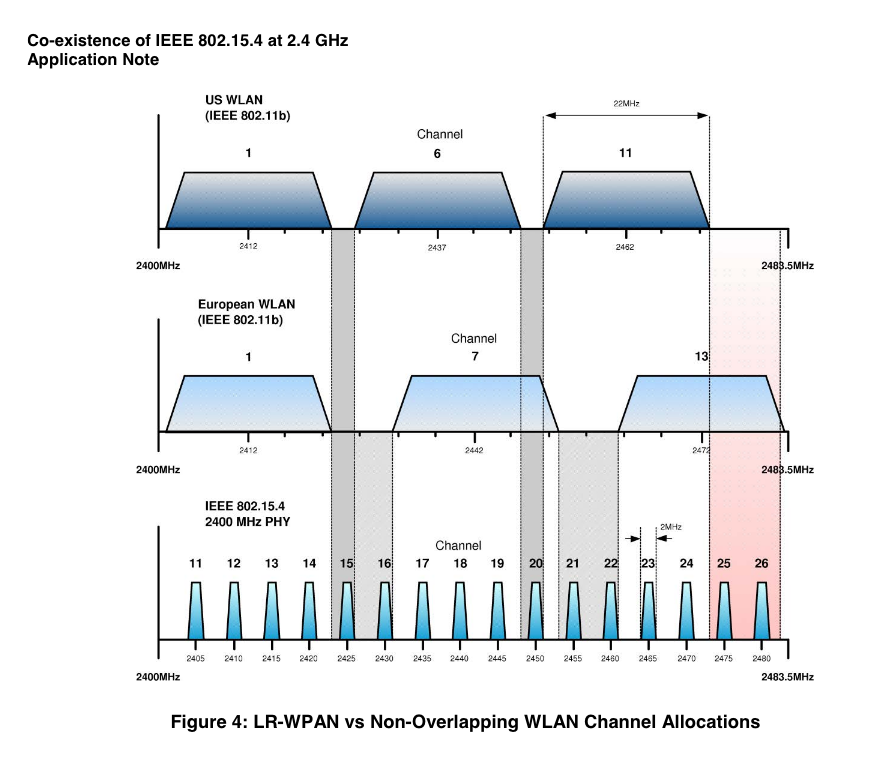 Co-existence of IEEE 802.15.4 at 2.4 GHz
Application Note
US WLAN
(IEEE 802.11b)
22MHz
Channel
1 6 11
2412 2437 2462
2400MHz 2483.5MHz
European WLAN
(IEEE 802.11b)
Channel
1 7 13
2412 2442 2472
2400MHz 2483.5MHz
IEEE 802.15.4
2400 MHz PHY
2MHz
Channel
11 12 13 14 15 16 17 18 19 20 21 22 23 24 25 26
2405 2410 2415 2420 2425 2430 2435 2440 2445 2450 2455 2460 2465 2470 2475 2480
2400MHz 2483.5MHz
Figure 4: LR-WPAN vs Non-Overlapping WLAN Channel Allocations